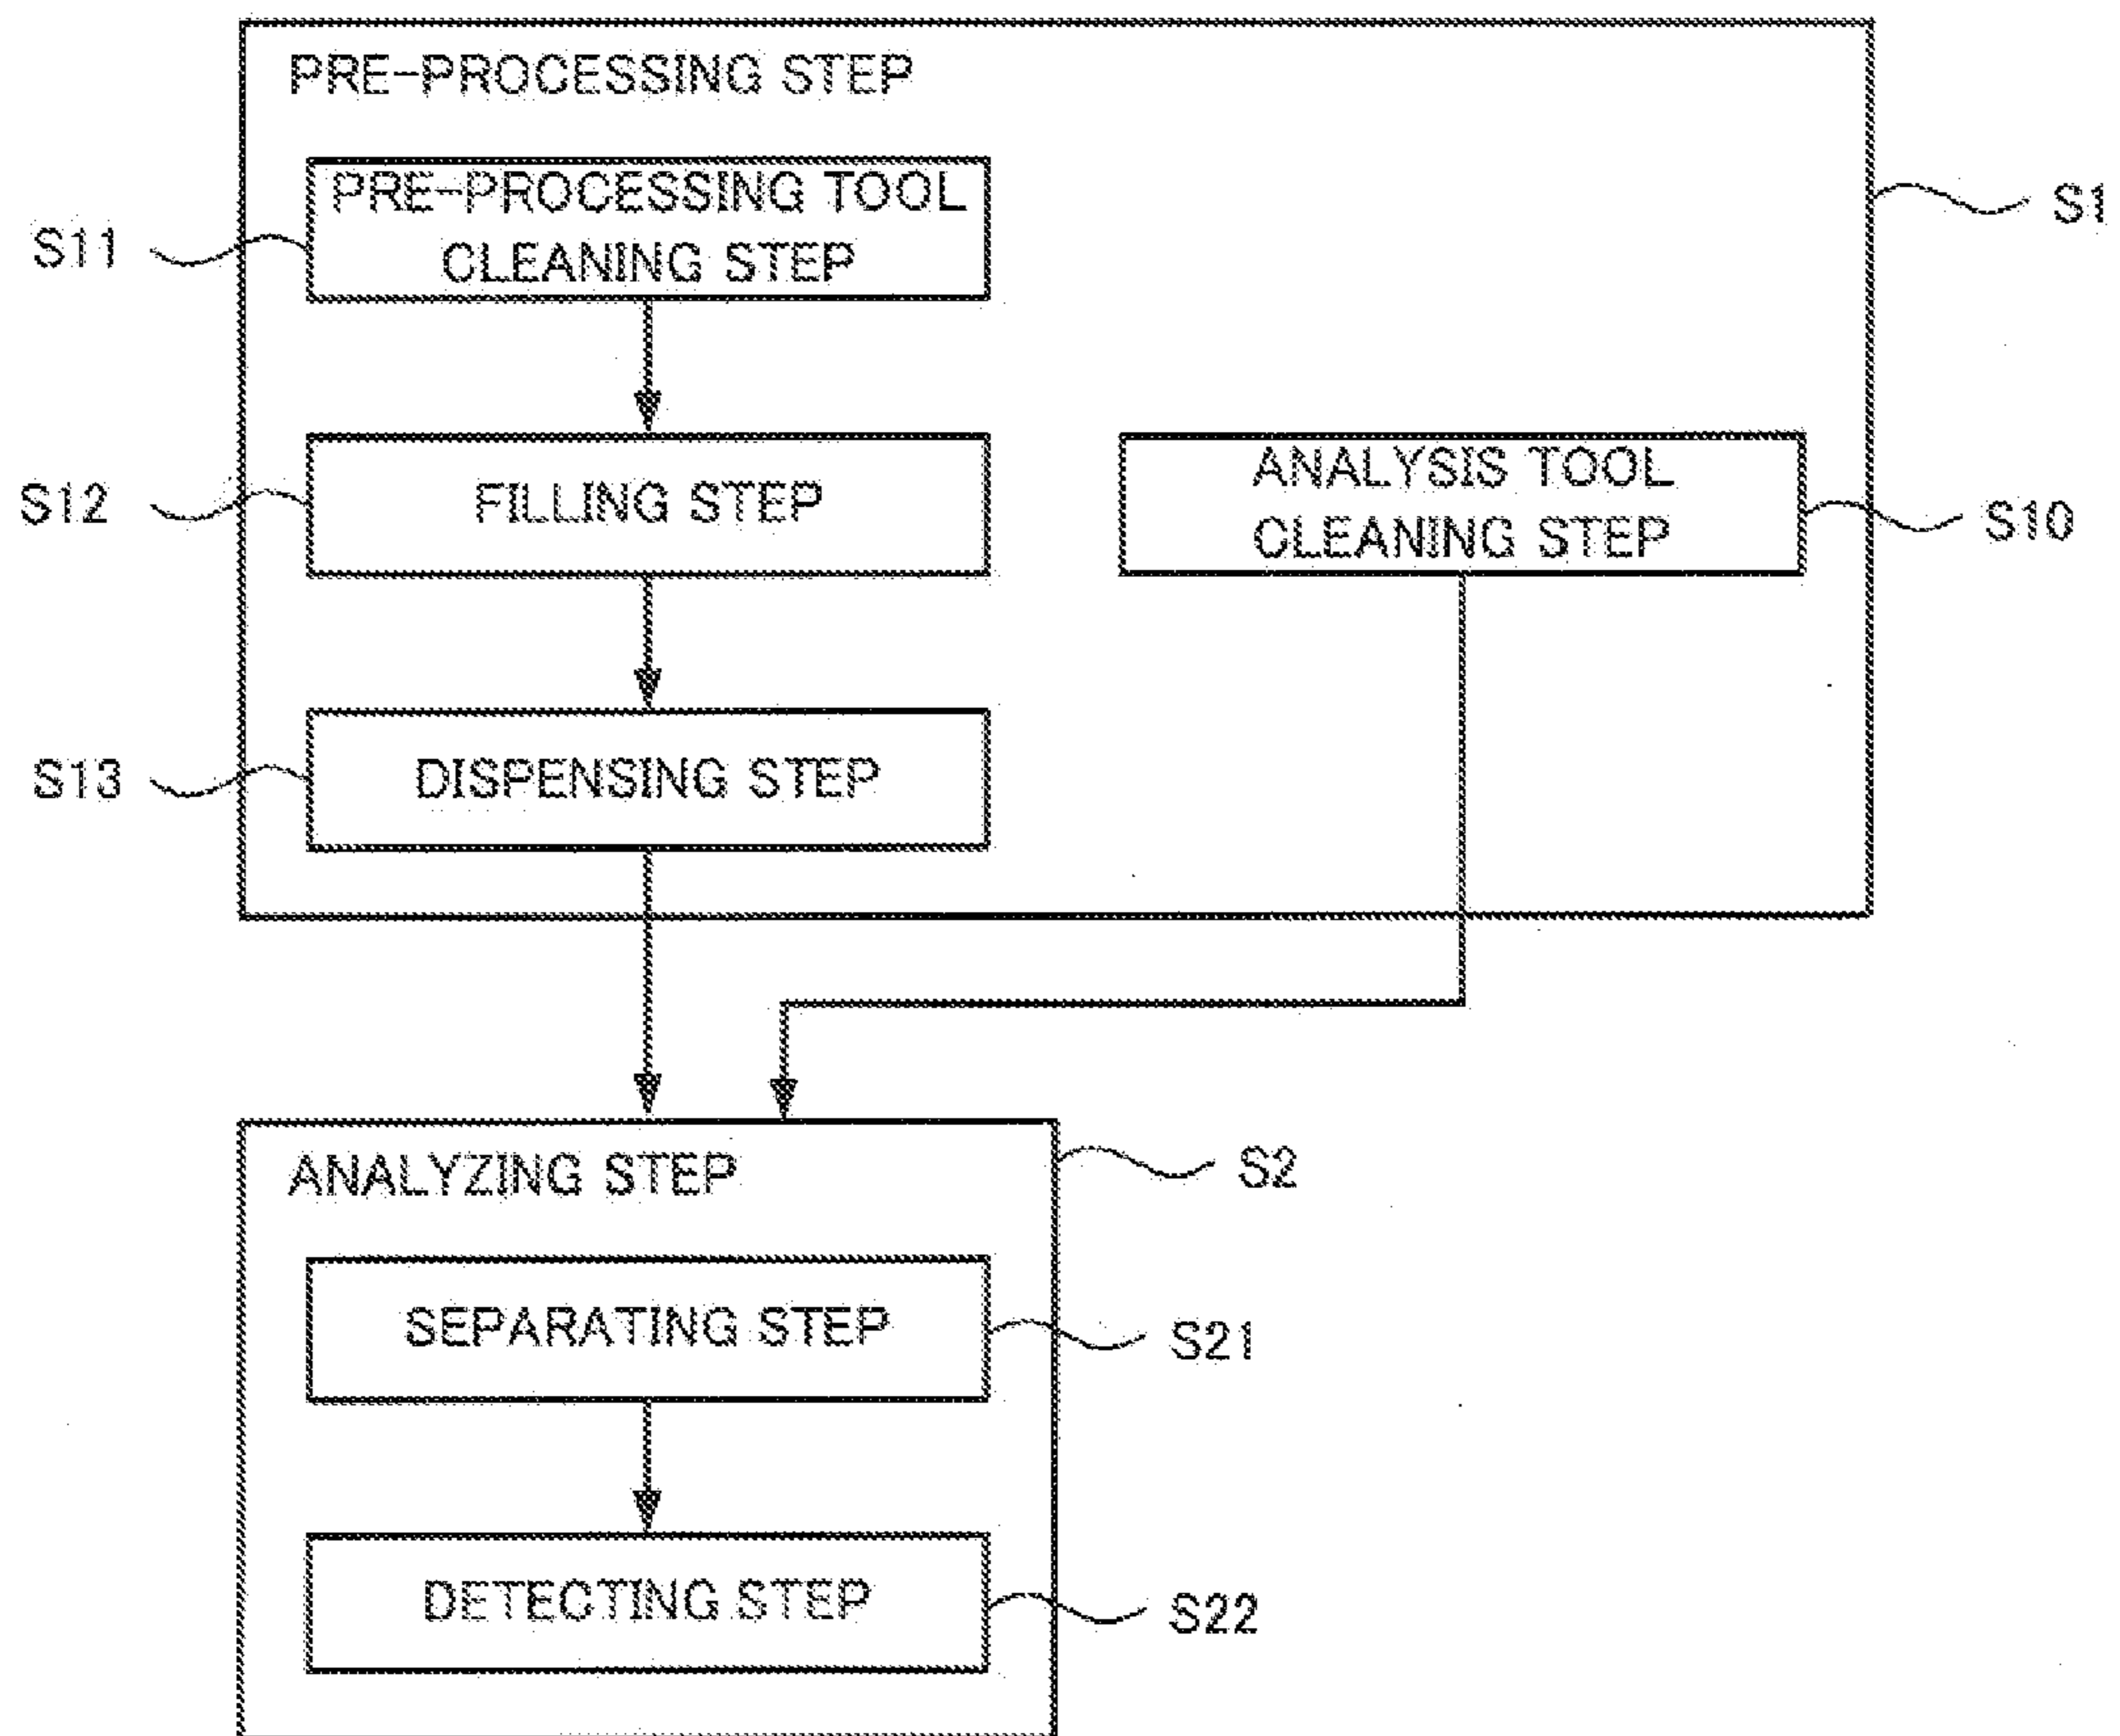 PRE-PROCESSING STEP
S1
PRE-PROCESSING TOOL
CLEANING STEP
S11
FILLING STEP
S12
ANALYSIS TOOL
CLEANING STEP
S10
DISPENSING STEP
S13
ANALYZING STEP
S2
SEPARATING STEP
S21
DETECTING STEP
S22